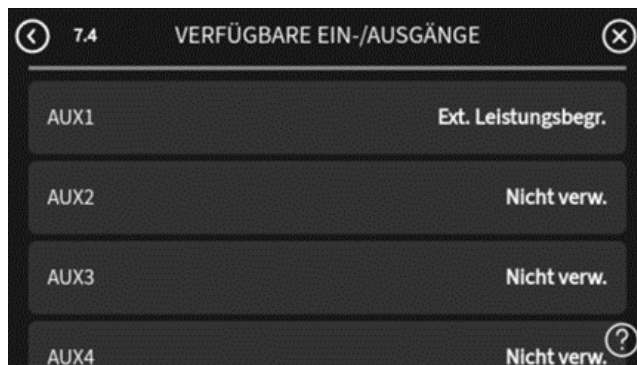 7.4 VERFÜGBARE EIN-/AUSGÄNGE
AUX1 Ext. Leistungsbegr.
AUX2 Nicht verw.
AUX3 Nicht verw.
AUX4 Nicht verw.
?